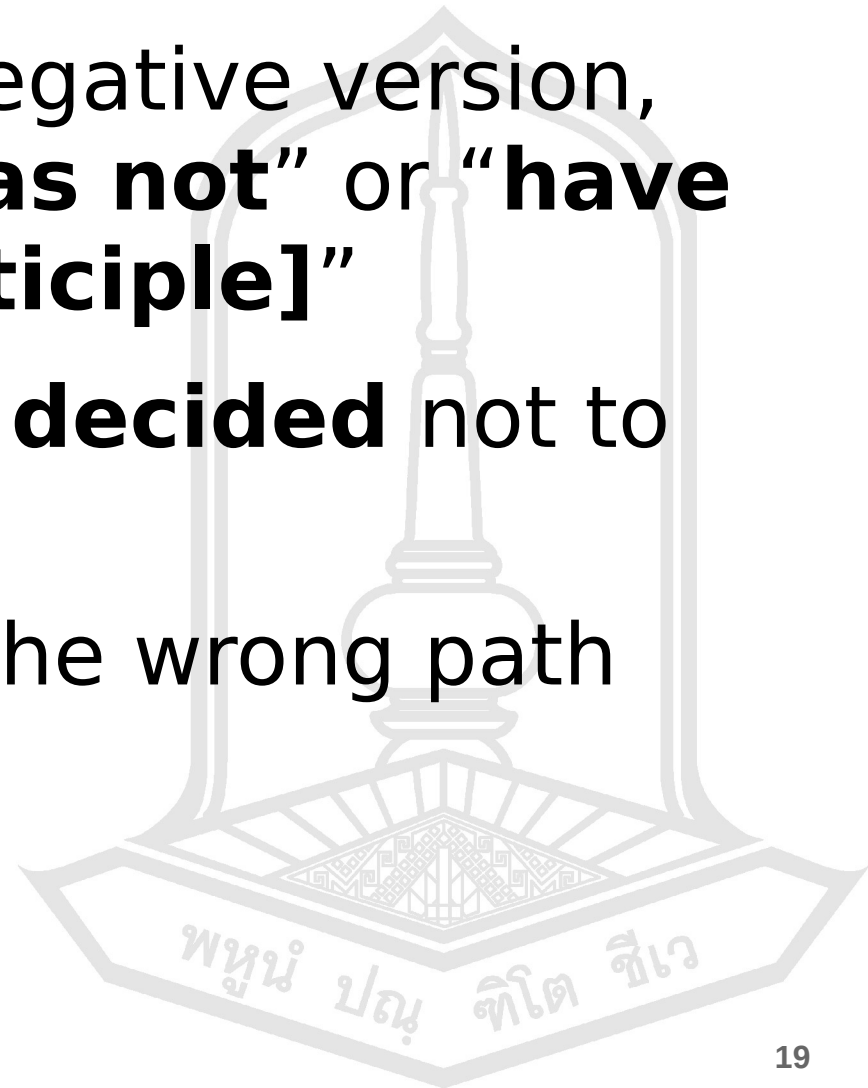 egative version,
as not” or “have
ticiple]”
decided not to
he wrong path
พหูนํ ปณฺ ฑิโต ชีเว
19